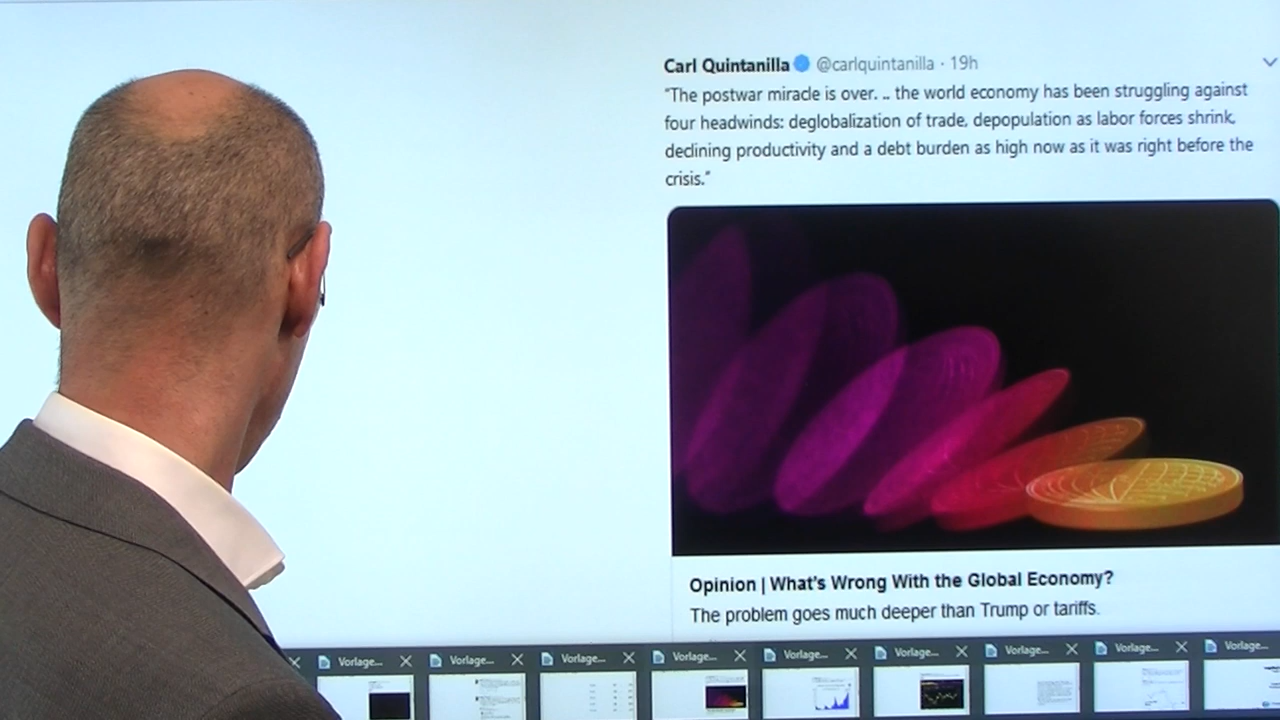 Carl Quintanilla @carlquintanilla · 19h
"The postwar miracle is over. .. the world economy has been struggling against
four headwinds: deglobalization of trade, depopulation as labor forces shrink,
declining productivity and a debt burden as high now as it was right before the
crisis."
Opinion | What's Wrong With the Global Economy?
The problem goes much deeper than Trump or tariffs.
Vorlage... Vorlage... Vorlage... Vorlage... Vorlage... Vorlage... Vorlage... Vorlage... Vorlage...